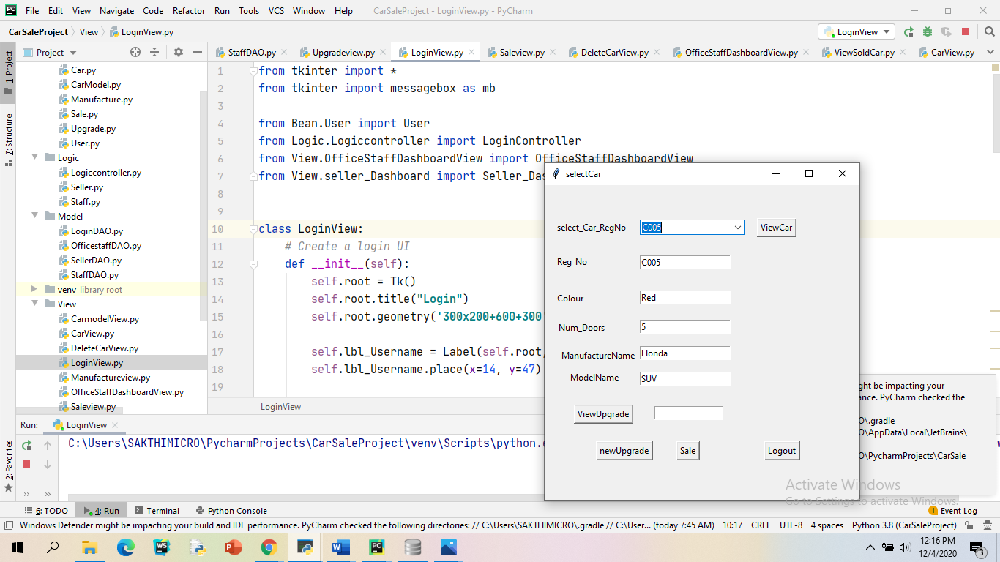 File Edit View Navigate Code Refactor Run Tools VCS Window Help CarSaleProject - LoginView.py - PyCharm
CarSaleProject View LoginView.py LoginView
1: Project
7: Structure
2: Favorites
Project
Car.py
CarModel.py
Manufacture.py
Sale.py
Upgrade.py
User.py
Logic
Logiccontroller.py
Seller.py
Staff.py
Model
LoginDAO.py
OfficestaffDAO.py
SellerDAO.py
StaffDAO.py
venv library root
View
CarmodelView.py
CarView.py
DeleteCarView.py
LoginView.py
Manufactureview.py
OfficeStaffDashboardView.py
Saleview.py
StaffDAO.py Upgradeview.py LoginView.py Saleview.py DeleteCarView.py OfficeStaffDashboardView.py ViewSoldCar.py CarView.py
1 from tkinter import *
2 from tkinter import messagebox as mb
3
4 from Bean.User import User
5 from Logic.Logiccontroller import LoginController
6 from View.OfficeStaffDashboardView import OfficeStaffDashboardView
7 from View.seller_Dashboard import Seller_Das
8
9
10 class LoginView:
11 # Create a login UI
12 def __init__(self):
13 self.root = Tk()
14 self.root.title("Login")
15 self.root.geometry('300x200+600+300'
16
17 self.lbl_Username = Label(self.root,
18 self.lbl_Username.place(x=14, y=47)
19
LoginView
selectCar
select_Car_RegNo C005 ViewCar
Reg_No C005
Colour Red
Num_Doors 5
ManufactureName Honda
ModelName SUV
ViewUpgrade
newUpgrade Sale Logout
ght be impacting your
ance. PyCharm checked the
O\.gradle
O\AppData\Local\JetBrains\
O\PycharmProjects\CarSale
Activate Windows
Go to Settings to activate Windows.
Run: LoginView
C:\Users\SAKTHIMICRO\PycharmProjects\CarSaleProject\venv\Scripts\python.
6: TODO 4: Run Terminal Python Console 1 Event Log
Windows Defender might be impacting your build and IDE performance. PyCharm checked the following directories: // C:\Users\SAKTHIMICRO\.gradle // C:\User... (today 7:45 AM) 10:17 CRLF UTF-8 4 spaces Python 3.8 (CarSaleProject)
12:16 PM
12/4/2020
3